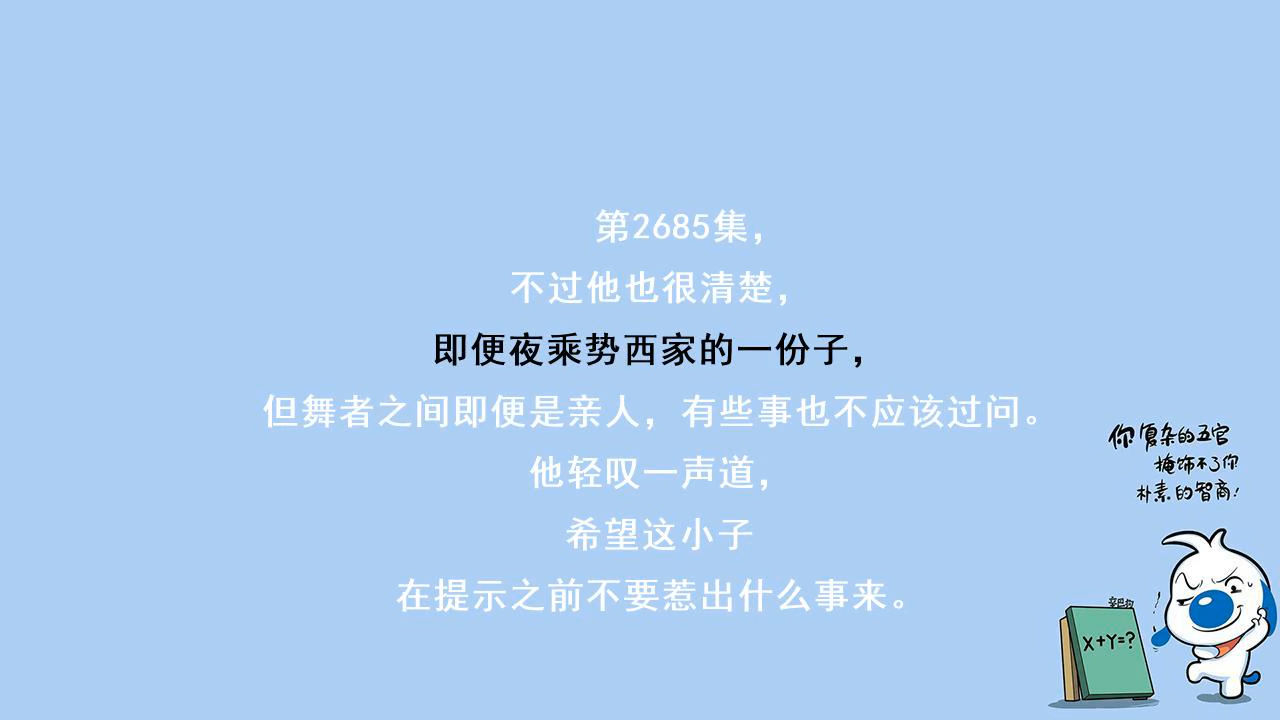 第2685集，
不过他也很清楚，
即便夜乘势西家的一份子，
但舞者之间即便是亲人，有些事也不应该过问。
他轻叹一声道，
希望这小子
在提示之前不要惹出什么事来。
你复杂的五官
掩饰不了你
朴素的智商！
X+Y=?